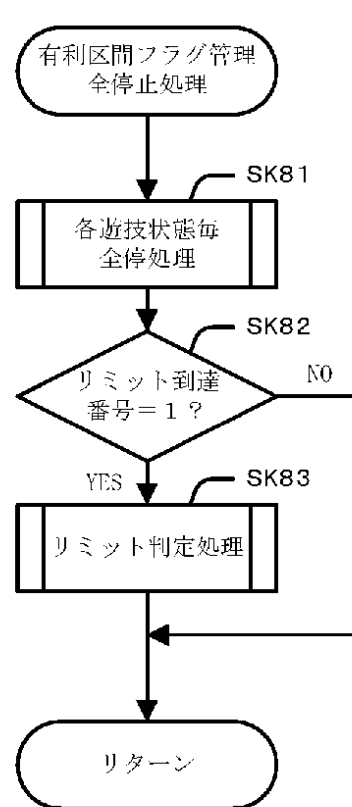 有利区間フラグ管理
全停止処理
SK81
各遊技状態毎
全停処理
SK82
リミット到達
番号＝１？
NO
YES
SK83
リミット判定処理
リターン